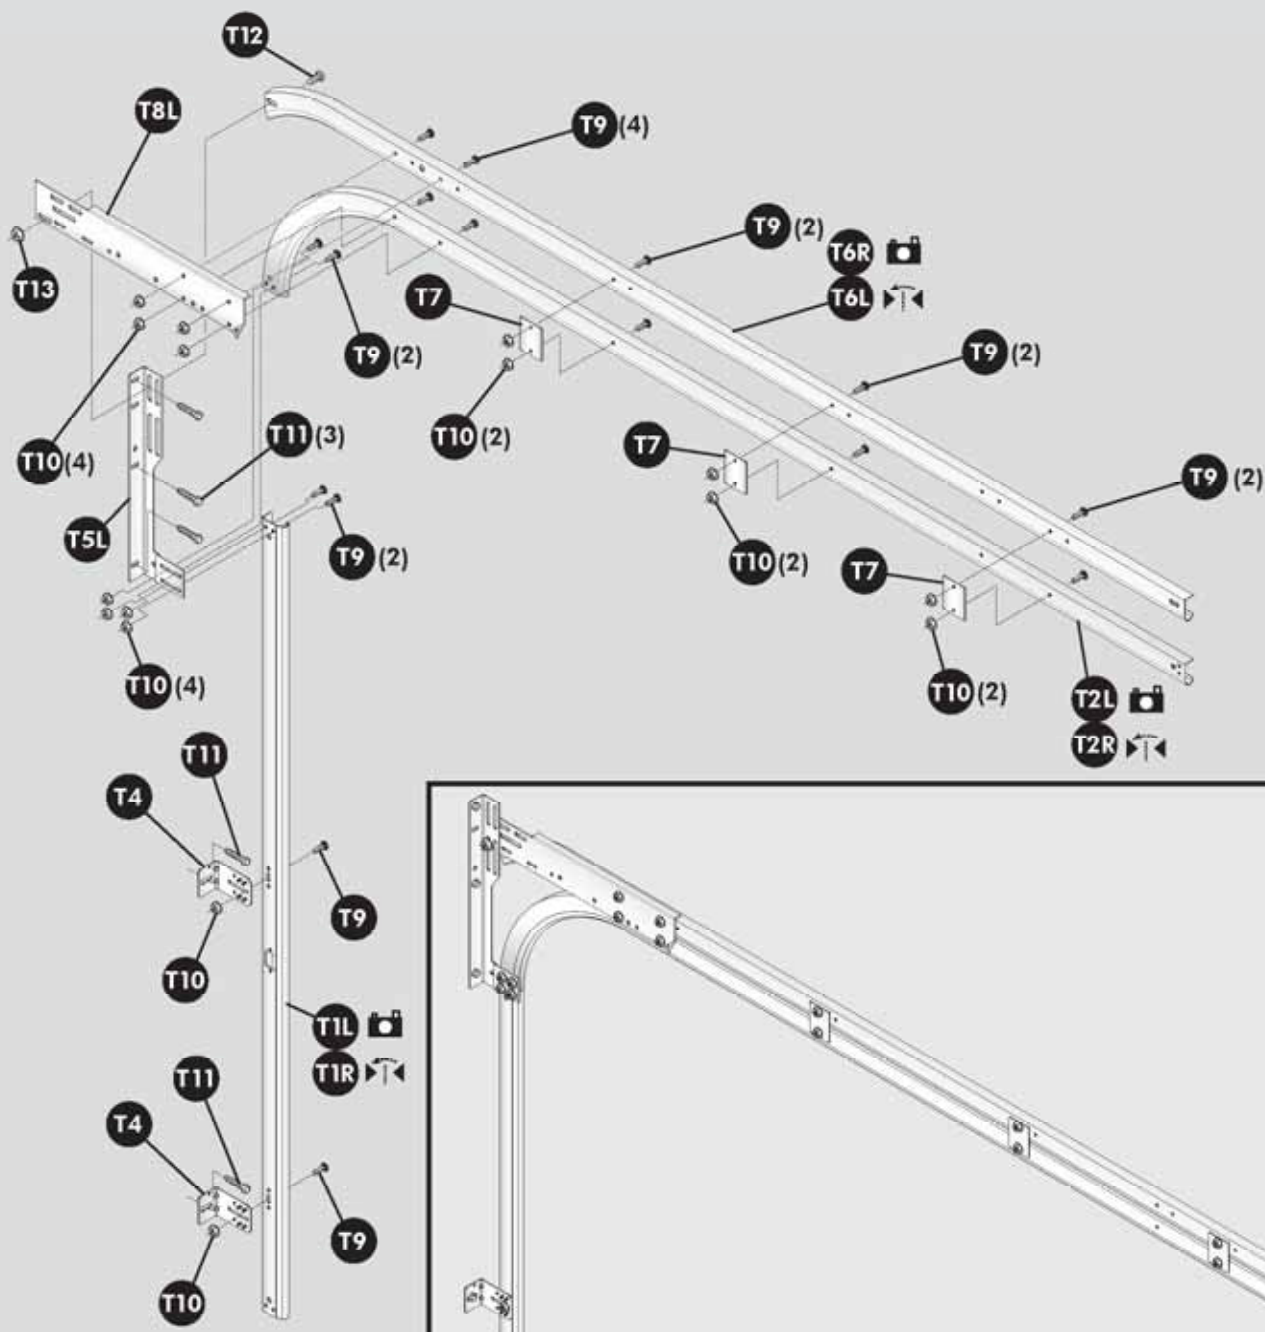 T12
T8L
T9 (4)
T9 (2)
T6R
T6L
T13
T7
T9 (2)
T9 (2)
T10 (2)
T11 (3)
T10 (4)
T7
T9 (2)
T5L
T9 (2)
T10 (2)
T7
T10 (4)
T10 (2)
T2L
T2R
T11
T4
T9
T10
T1L
T1R
T11
T4
T9
T10